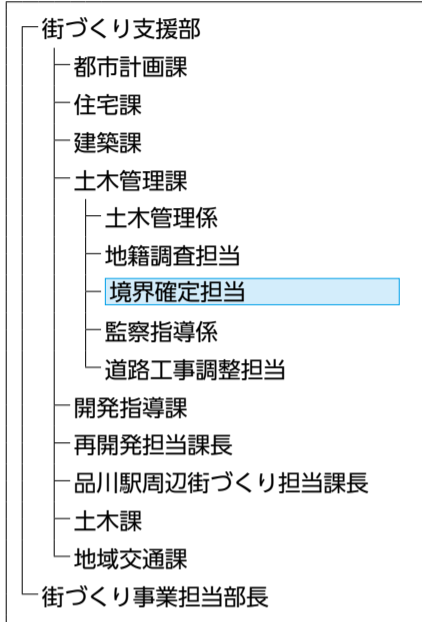 街づくり支援部
都市計画課
住宅課
建築課
土木管理課
土木管理係
地籍調査担当
境界確定担当
監察指導係
道路工事調整担当
開発指導課
再開発担当課長
品川駅周辺街づくり担当課長
土木課
地域交通課
街づくり事業担当部長